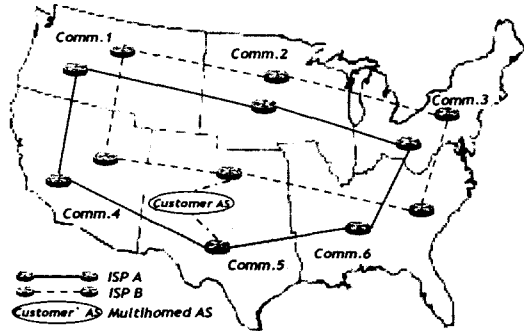 Comm.1
Comm.2
Comm.3
Customer AS
Comm.4
Comm.5
Comm.6
ISP A
ISP B
Customer' AS Multihomed AS